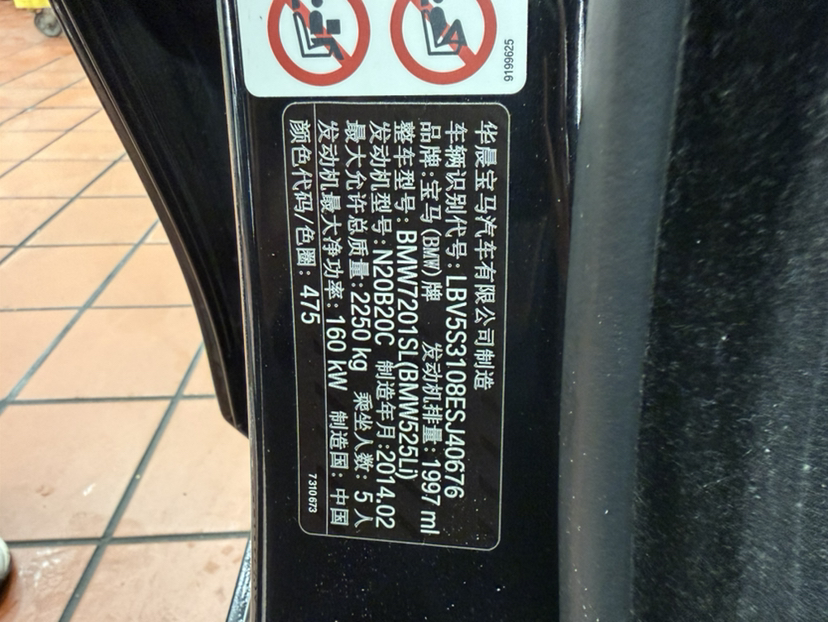 9199625
华晨宝马汽车有限公司制造
车辆识别代号:LBV5S3108ESJ40676
品牌:宝马(BMW)牌 发动机排量:1997 ml
整车型号:BMW7201SL(BMW525Li)
发动机型号:N20B20C 制造年月:2014.02
最大允许总质量:2250 kg 乘坐人数:5人
发动机最大净功率:160 kW 制造国:中国
颜色代码/色圈:475
7310673